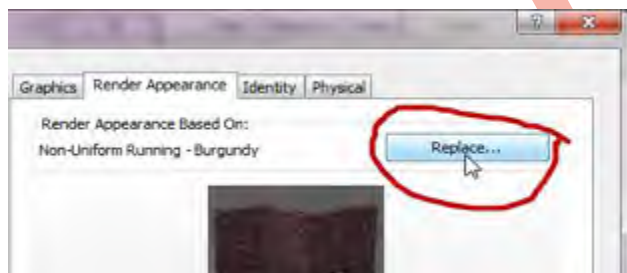 Graphics Render Appearance Identity Physical
Render Appearance Based On:
Non-Uniform Running - Burgundy
Replace...